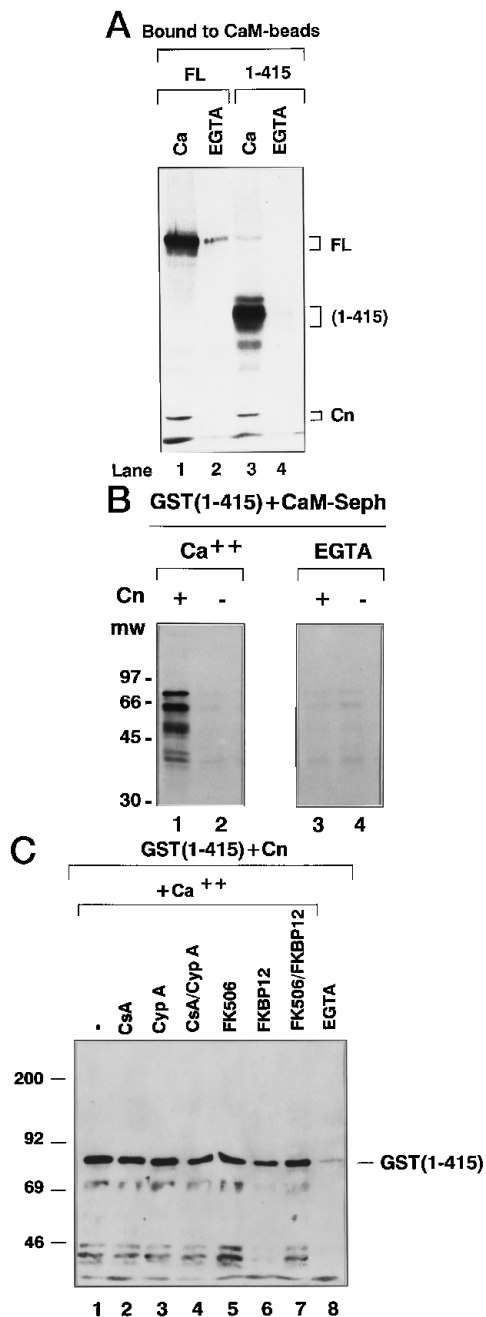 A
Bound to CaM-beads
FL 1-415
Ca EGTA Ca EGTA
FL
(1-415)
Cn
Lane 1 2 3 4
B
GST(1-415)+CaM-Seph
Ca++ EGTA
Cn + - + -
mw
97 -
66 -
45 -
30 -
1 2 3 4
C
GST(1-415)+Cn
+Ca ++
- CsA Cyp A CsA/Cyp A FK506 FKBP12 FK506/FKBP12 EGTA
200 —
92 —
— GST(1-415)
69 —
46 —
1 2 3 4 5 6 7 8